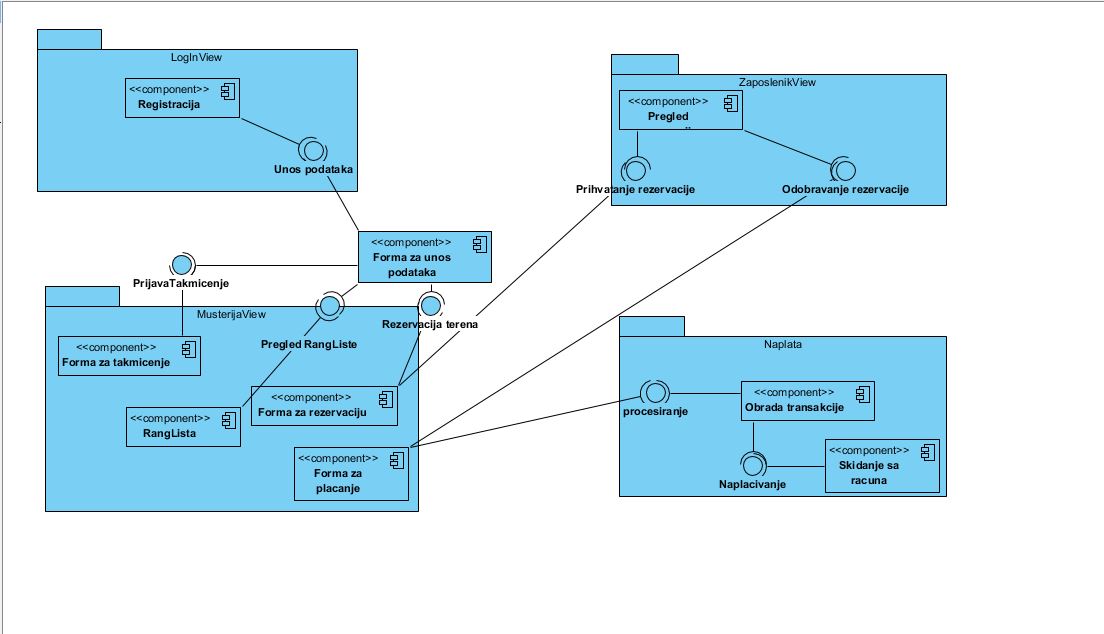 LogInView
<<component>>
Registracija
Unos podataka
ZaposlenikView
<<component>>
Pregled
Prihvatanje rezervacije
Odobravanje rezervacije
<<component>>
Forma za unos
podataka
PrijavaTakmicenje
MusterijaView
Rezervacija terena
Pregled RangListe
<<component>>
Forma za takmicenje
<<component>>
Forma za rezervaciju
<<component>>
RangLista
<<component>>
Forma za
placanje
Naplata
procesiranje
<<component>>
Obrada transakcije
Naplacivanje
<<component>>
Skidanje sa
racuna